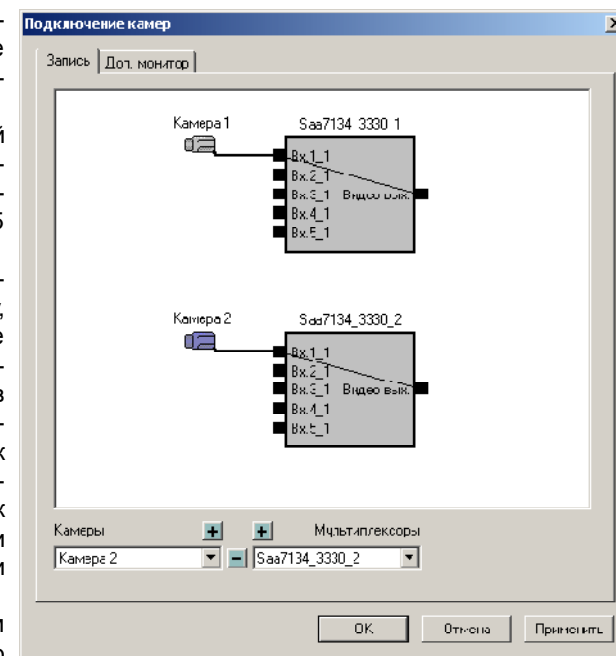 Подключение камер
Запись Доп. монитор
Камера 1 Saa7134_3330_1
Вх.1_1
Вх.2_1
Вх.3_1 Видео вых.
Вх.4_1
Вх.5_1
Камера 2 Saa7134_3330_2
Вх.1_1
Вх.2_1
Вх.3_1 Видео вых.
Вх.4_1
Вх.5_1
Камеры + + Мультиплексоры
Камера 2 – Saa7134_3330_2
OK Отмена Применить